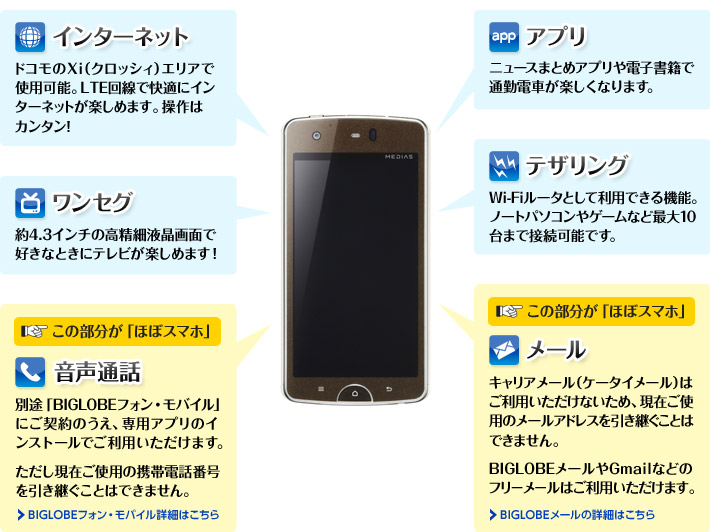 インターネット
ドコモのXi（クロッシィ）エリアで
使用可能。LTE回線で快適にイン
ターネットが楽しめます。操作は
カンタン!
ワンセグ
約4.3インチの高精細液晶画面で
好きなときにテレビが楽しめます!
この部分が「ほぼスマホ」
音声通話
別途「BIGLOBEフォン・モバイル」
にご契約のうえ、専用アプリのイ
ンストールでご利用いただけます。
ただし現在ご使用の携帯電話番号
を引き継ぐことはできません。
BIGLOBEフォン・モバイル詳細はこちら
MEDIAS
app アプリ
ニュースまとめアプリや電子書籍で
通勤電車が楽しくなります。
テザリング
Wi-Fiルータとして利用できる機能。
ノートパソコンやゲームなど最大10
台まで接続可能です。
この部分が「ほぼスマホ」
メール
キャリアメール（ケータイメール）は
ご利用いただけないため、現在ご使
用のメールアドレスを引き継ぐことは
できません。
BIGLOBEメールやGmailなどの
フリーメールはご利用いただけます。
BIGLOBEメールの詳細はこちら